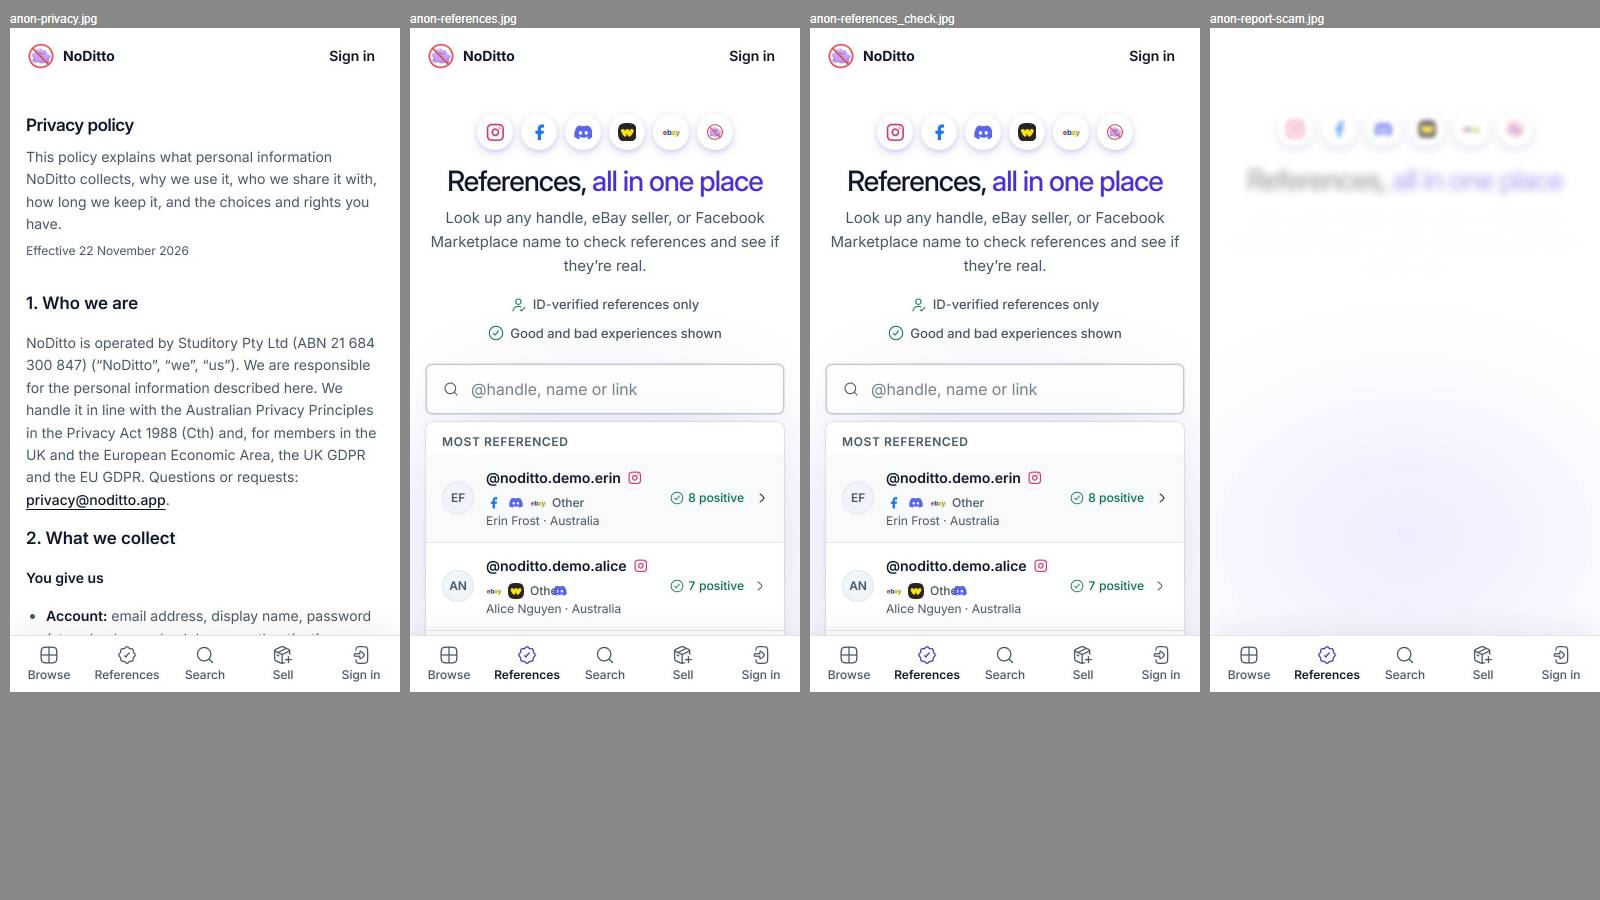 anon-privacy.jpg
NoDitto
Sign in
Privacy policy
This policy explains what personal information
NoDitto collects, why we use it, who we share it with,
how long we keep it, and the choices and rights you
have.
Effective 22 November 2026
1. Who we are
NoDitto is operated by Studitory Pty Ltd (ABN 21 684
300 847) (“NoDitto”, “we”, “us”). We are responsible
for the personal information described here. We
handle it in line with the Australian Privacy Principles
in the Privacy Act 1988 (Cth) and, for members in the
UK and the European Economic Area, the UK GDPR
and the EU GDPR. Questions or requests:
privacy@noditto.app.
2. What we collect
You give us
• Account: email address, display name, password
Browse
References
Search
Sell
Sign in
anon-references.jpg
NoDitto
Sign in
ebay
References, all in one place
Look up any handle, eBay seller, or Facebook
Marketplace name to check references and see if
they’re real.
ID-verified references only
Good and bad experiences shown
@handle, name or link
MOST REFERENCED
EF
@noditto.demo.erin
ebay Other
Erin Frost · Australia
8 positive
AN
@noditto.demo.alice
ebay Othe
Alice Nguyen · Australia
7 positive
Browse
References
Search
Sell
Sign in
anon-references_check.jpg
NoDitto
Sign in
ebay
References, all in one place
Look up any handle, eBay seller, or Facebook
Marketplace name to check references and see if
they’re real.
ID-verified references only
Good and bad experiences shown
@handle, name or link
MOST REFERENCED
EF
@noditto.demo.erin
ebay Other
Erin Frost · Australia
8 positive
AN
@noditto.demo.alice
ebay Othe
Alice Nguyen · Australia
7 positive
Browse
References
Search
Sell
Sign in
anon-report-scam.jpg
References, all in one place
Browse
References
Search
Sell
Sign in